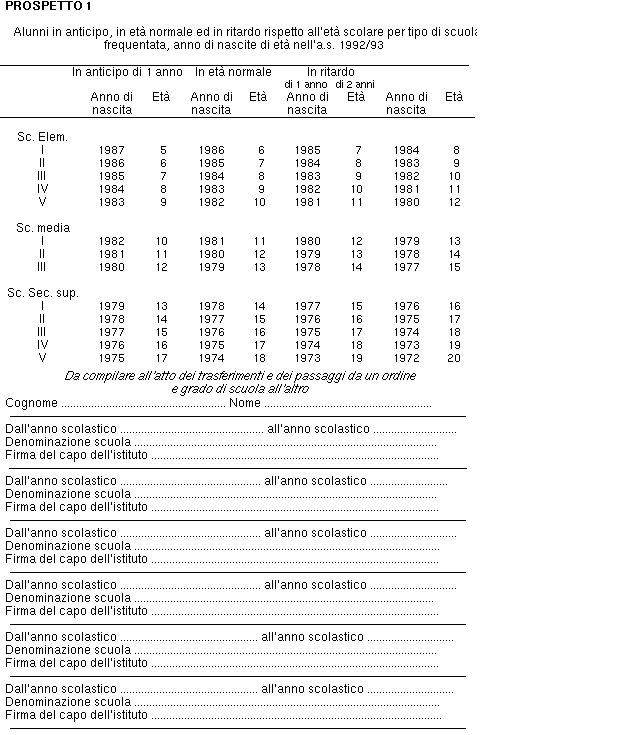 PROSPETTO 1
Alunni in anticipo, in età normale ed in ritardo rispetto all'età scolare per tipo di scuola
frequentata, anno di nascite di età nell'a.s. 1992/93
In anticipo di 1 anno In età normale In ritardo
di 1 anno di 2 anni
Anno di nascita Età Anno di nascita Età Anno di nascita Età Anno di nascita Età
Sc. Elem.
I 1987 5 1986 6 1985 7 1984 8
II 1986 6 1985 7 1984 8 1983 9
III 1985 7 1984 8 1983 9 1982 10
IV 1984 8 1983 9 1982 10 1981 11
V 1983 9 1982 10 1981 11 1980 12
Sc. media
I 1982 10 1981 11 1980 12 1979 13
II 1981 11 1980 12 1979 13 1978 14
III 1980 12 1979 13 1978 14 1977 15
Sc. Sec. sup.
I 1979 13 1978 14 1977 15 1976 16
II 1978 14 1977 15 1976 16 1975 17
III 1977 15 1976 16 1975 17 1974 18
IV 1976 16 1975 17 1974 18 1973 19
V 1975 17 1974 18 1973 19 1972 20
Da compilare all'atto dei trasferimenti e dei passaggi da un ordine
e grado di scuola all'altro
Cognome ........................................................ Nome .........................................................
Dall'anno scolastico ................................................ all'anno scolastico ............................
Denominazione scuola .......................................................................................................
Firma del capo dell'istituto ..................................................................................................
Dall'anno scolastico ................................................ all'anno scolastico ...........................
Denominazione scuola .......................................................................................................
Firma del capo dell'istituto ..................................................................................................
Dall'anno scolastico ................................................ all'anno scolastico ...........................
Denominazione scuola .......................................................................................................
Firma del capo dell'istituto ..................................................................................................
Dall'anno scolastico ................................................ all'anno scolastico ............................
Denominazione scuola .......................................................................................................
Firma del capo dell'istituto ..................................................................................................
Dall'anno scolastico ............................................... all'anno scolastico .............................
Denominazione scuola .......................................................................................................
Firma del capo dell'istituto ..................................................................................................
Dall'anno scolastico ................................................ all'anno scolastico .............................
Denominazione scuola .......................................................................................................
Firma del capo dell'istituto ..................................................................................................